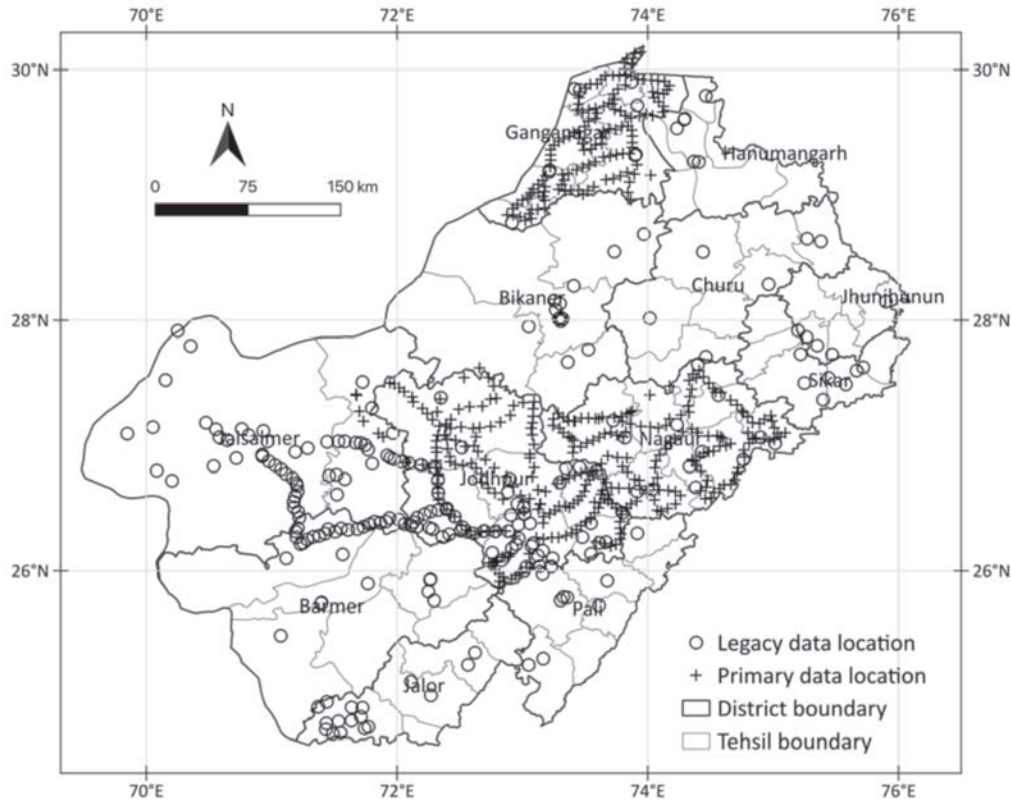 70°E 72°E 74°E 76°E
30°N 30°N
N
0 75 150 km
Ganganagar
Hanumangarh
Churu
Bikaner
Jhunjhunun
28°N 28°N
Sikar
Jaisalmer
Nagaur
Jodhpur
26°N 26°N
Barmer
Pali
Jalor
Legacy data location
Primary data location
District boundary
Tehsil boundary
70°E 72°E 74°E 76°E